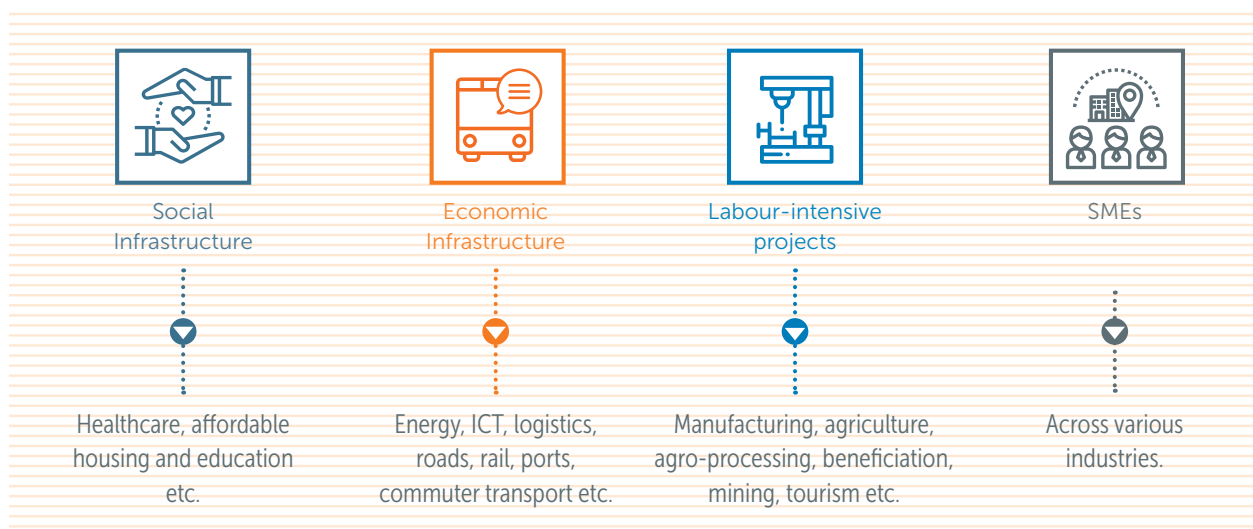 Social
Infrastructure
Economic
Infrastructure
Labour-intensive
projects
SMEs
Healthcare, affordable
housing and education
etc.
Energy, ICT, logistics,
roads, rail, ports,
commuter transport etc.
Manufacturing, agriculture,
agro-processing, beneficiation,
mining, tourism etc.
Across various
industries.